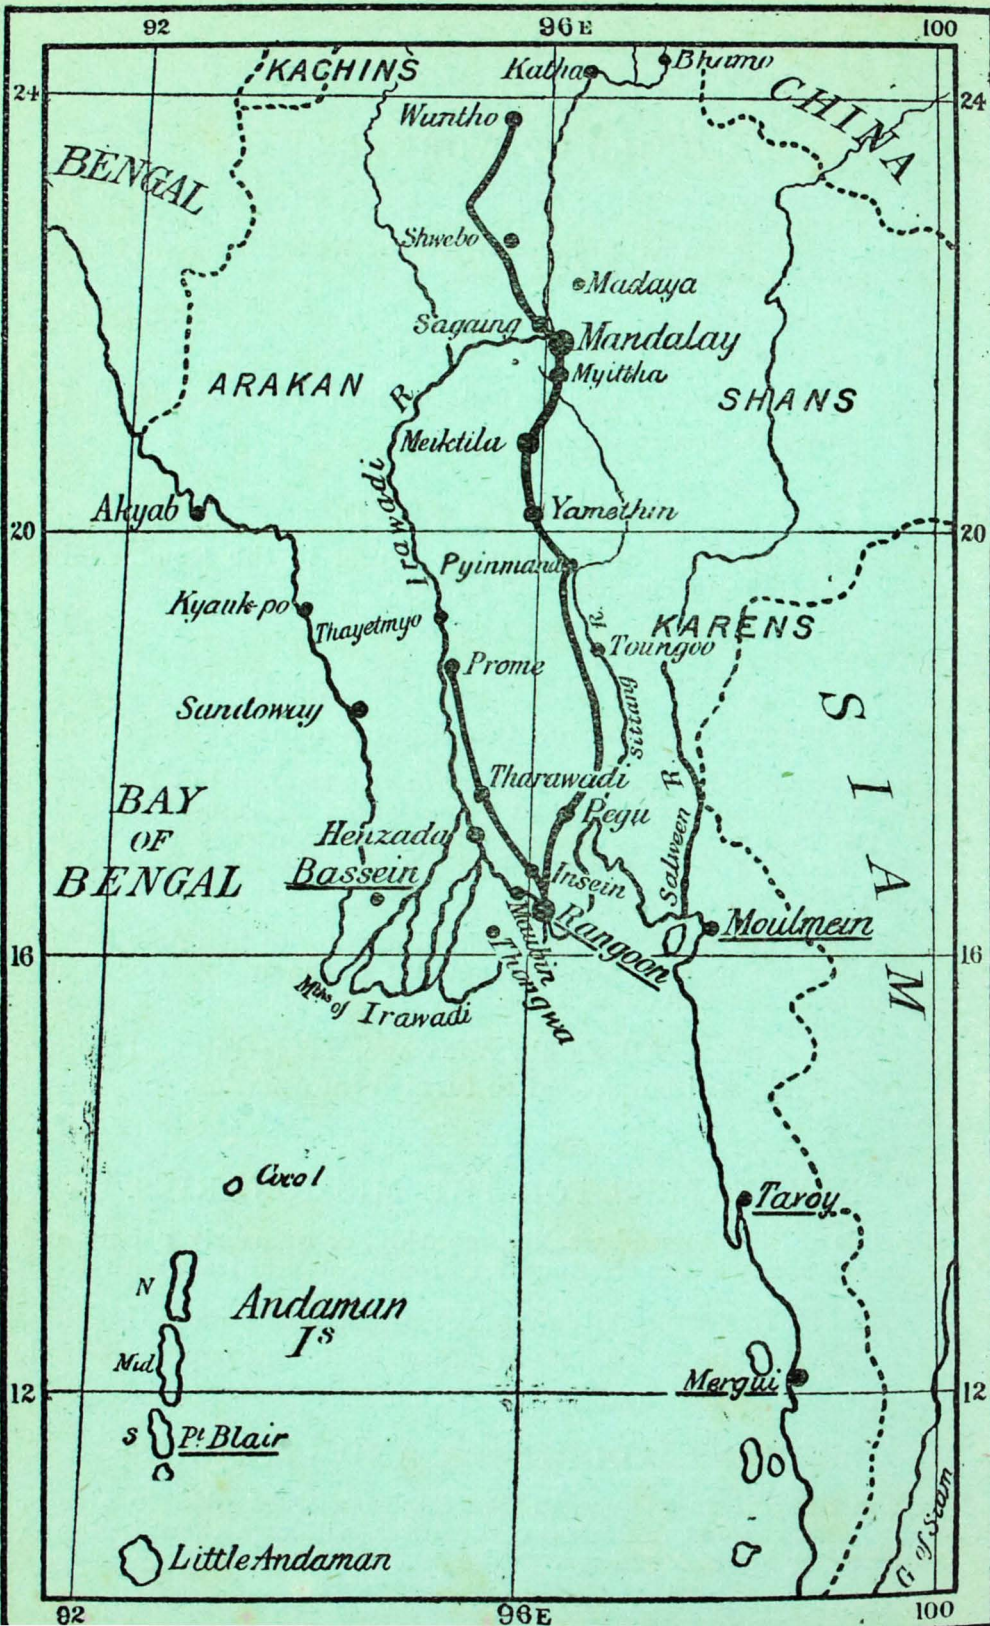 92 96E 100
KACHINS
Katha
Bhamo
24 24
CHINA
Wuntho
BENGAL
Shwebo
Madaya
Sagaing
Mandalay
Myittha
ARAKAN
R
SHANS
Meiktila
Irawadi
Akyab
Yamethin
20 20
Pyinmana
Kyauk-po
Thayetmyo
R.
KARENS
Toungoo
Prome
Sandoway
Sittang
SIAM
Tharawadi
BAY
OF
BENGAL
Pegu
Salween R.
Henzada
Bassein
Insein
Maubin
Rangoon
Moulmein
Thongwa
16 16
Mths of Irawadi
Coco I
Tavoy
N
Andaman
Is
Mid
Mergui
12 12
S
Pt Blair
G. of Siam
Little Andaman
92 96E 100